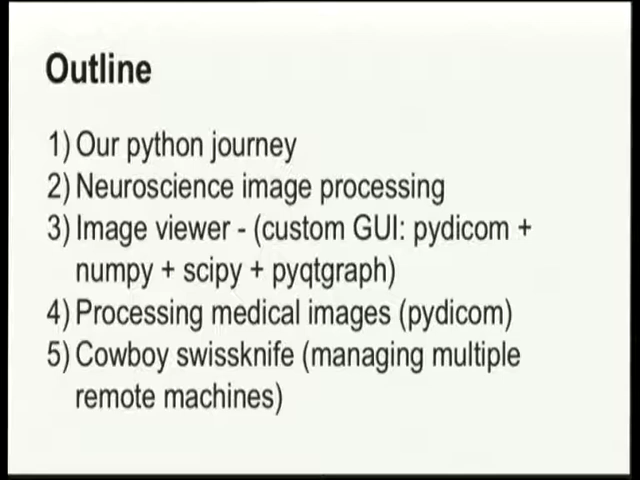 Outline
1) Our python journey
2) Neuroscience image processing
3) Image viewer - (custom GUI: pydicom +
numpy + scipy + pyqtgraph)
4) Processing medical images (pydicom)
5) Cowboy swissknife (managing multiple
remote machines)